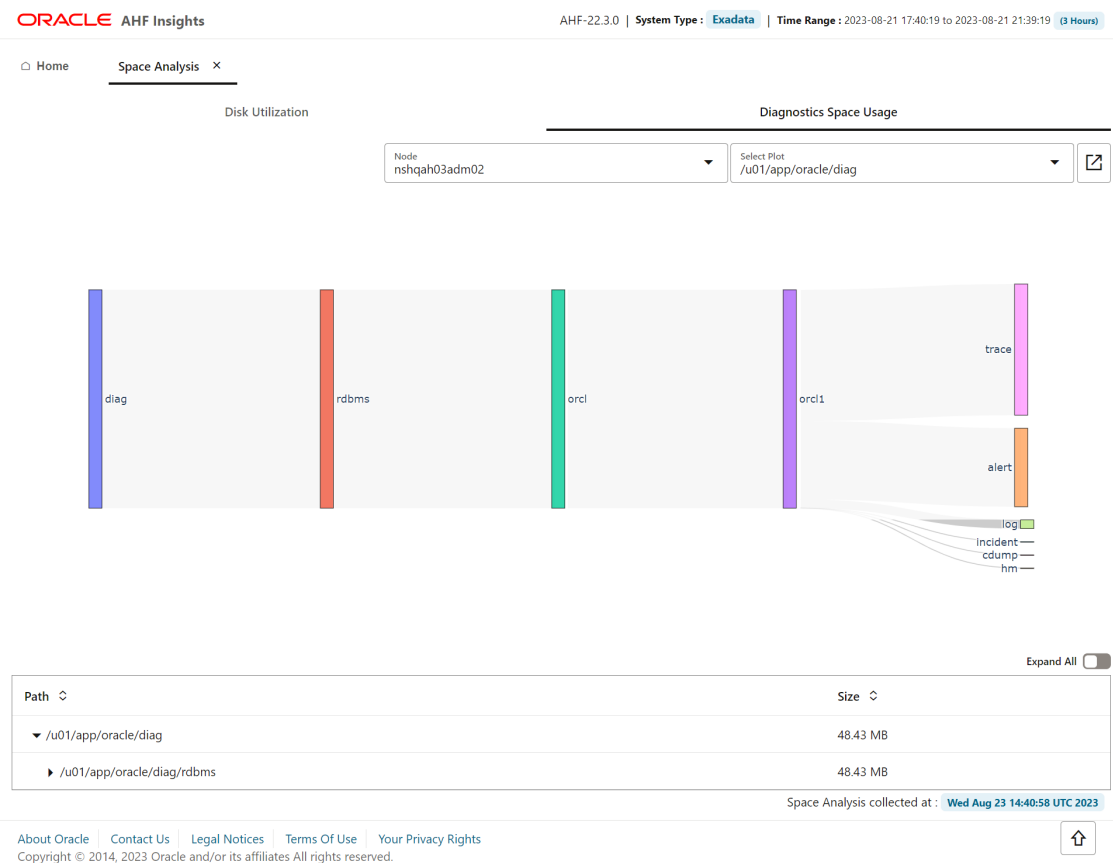 ORACLE AHF Insights
AHF-22.3.0 | System Type : Exadata | Time Range : 2023-08-21 17:40:19 to 2023-08-21 21:39:19 (3 Hours)
Home
Space Analysis ✕
Disk Utilization
Diagnostics Space Usage
Node
nshqah03adm02
Select Plot
/u01/app/oracle/diag
diag
rdbms
orcl
orcl1
trace
alert
log
incident
cdump
hm
Expand All
Path
Size
/u01/app/oracle/diag 48.43 MB
/u01/app/oracle/diag/rdbms 48.43 MB
Space Analysis collected at : Wed Aug 23 14:40:58 UTC 2023
About Oracle | Contact Us | Legal Notices | Terms Of Use | Your Privacy Rights
Copyright © 2014, 2023 Oracle and/or its affiliates All rights reserved.